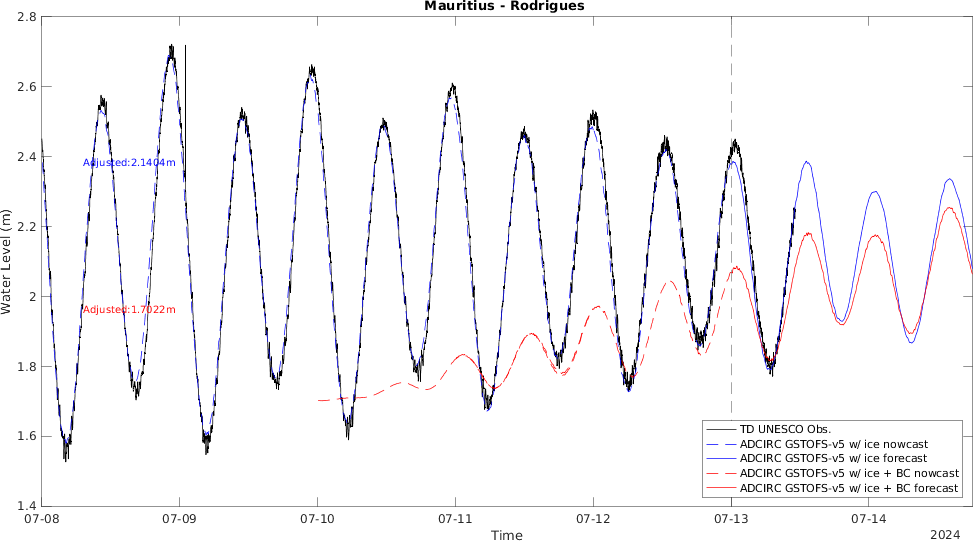 Mauritius - Rodrigues
2.8
2.6
2.4
2.2
2
1.8
1.6
1.4
Water Level (m)
Adjusted:2.1404m
Adjusted:1.7022m
TD UNESCO Obs.
ADCIRC GSTOFS-v5 w/ ice nowcast
ADCIRC GSTOFS-v5 w/ ice forecast
ADCIRC GSTOFS-v5 w/ ice + BC nowcast
ADCIRC GSTOFS-v5 w/ ice + BC forecast
07-08 07-09 07-10 07-11 07-12 07-13 07-14
Time
2024